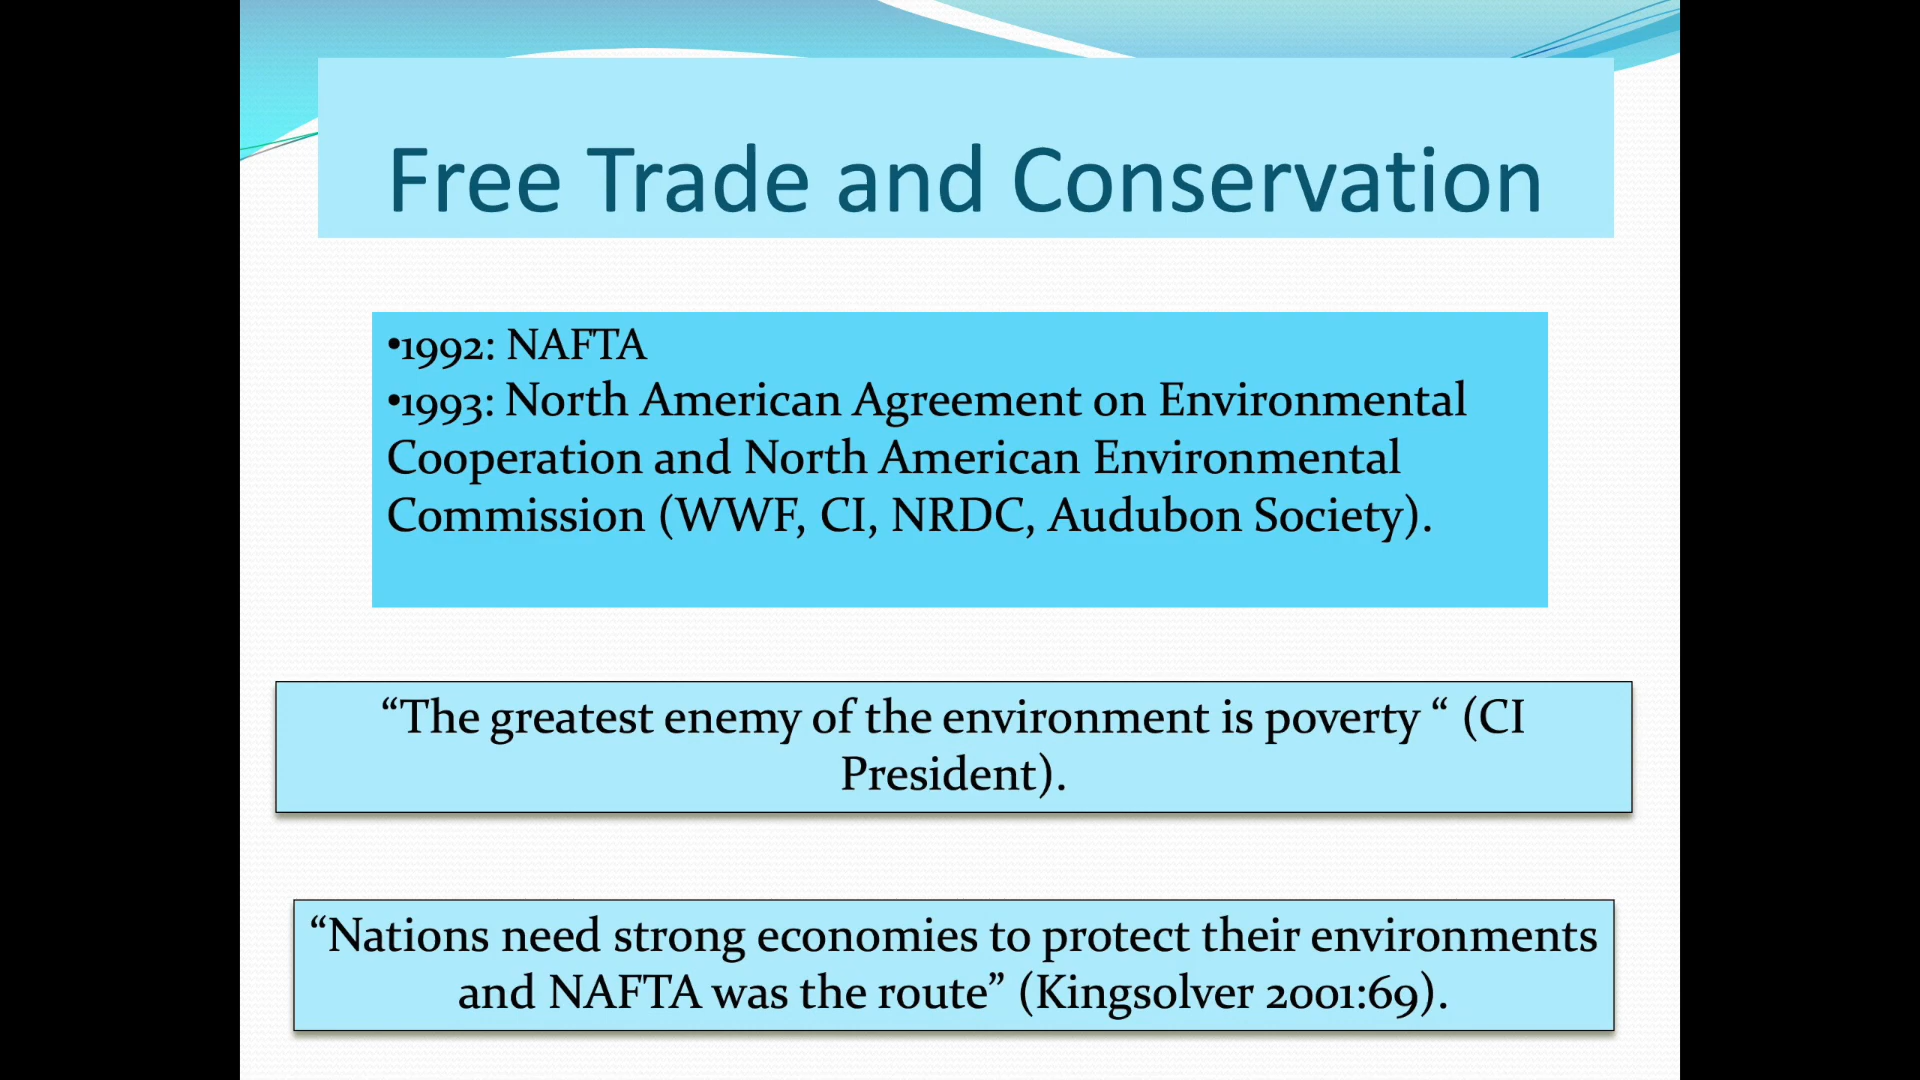 Free Trade and Conservation
•1992: NAFTA
•1993: North American Agreement on Environmental
Cooperation and North American Environmental
Commission (WWF, CI, NRDC, Audubon Society).
“The greatest enemy of the environment is poverty “ (CI
President).
“Nations need strong economies to protect their environments
and NAFTA was the route” (Kingsolver 2001:69).